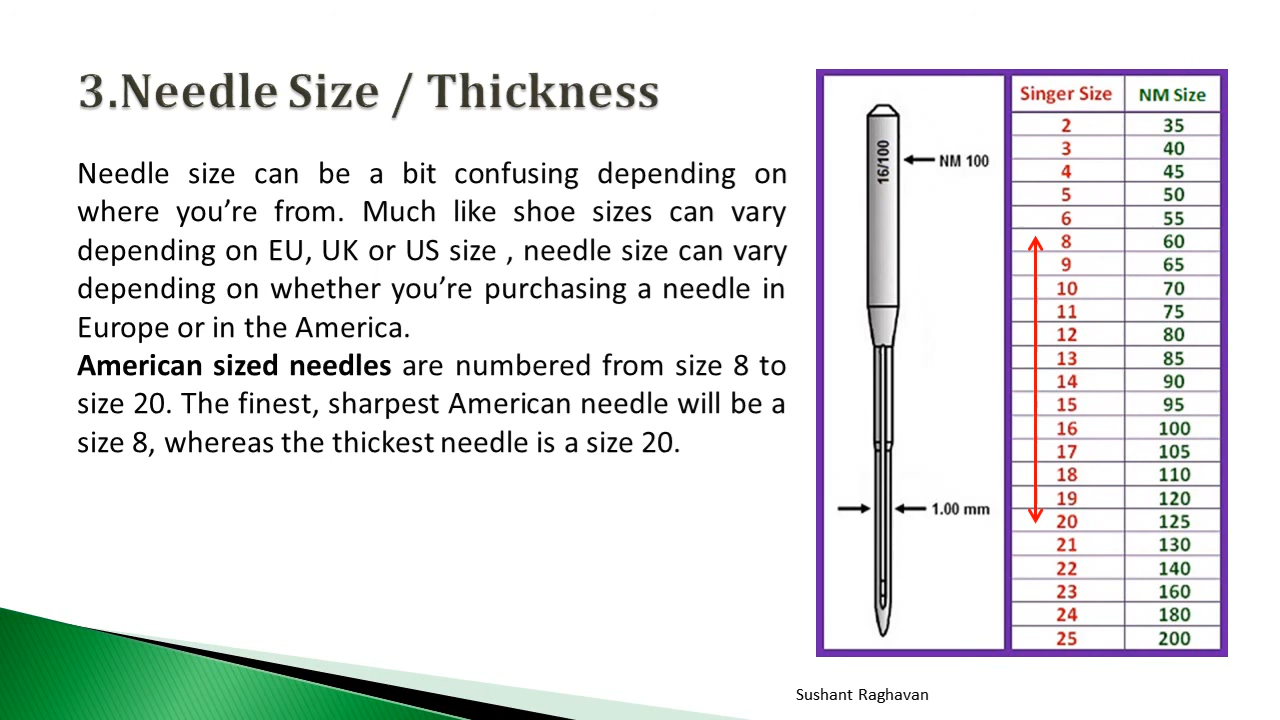 3.Needle Size / Thickness
Needle size can be a bit confusing depending on
where you’re from. Much like shoe sizes can vary
depending on EU, UK or US size , needle size can vary
depending on whether you’re purchasing a needle in
Europe or in the America.
American sized needles are numbered from size 8 to
size 20. The finest, sharpest American needle will be a
size 8, whereas the thickest needle is a size 20.
16/100
NM 100
1.00 mm
Singer Size NM Size
2 35
3 40
4 45
5 50
6 55
8 60
9 65
10 70
11 75
12 80
13 85
14 90
15 95
16 100
17 105
18 110
19 120
20 125
21 130
22 140
23 160
24 180
25 200
Sushant Raghavan